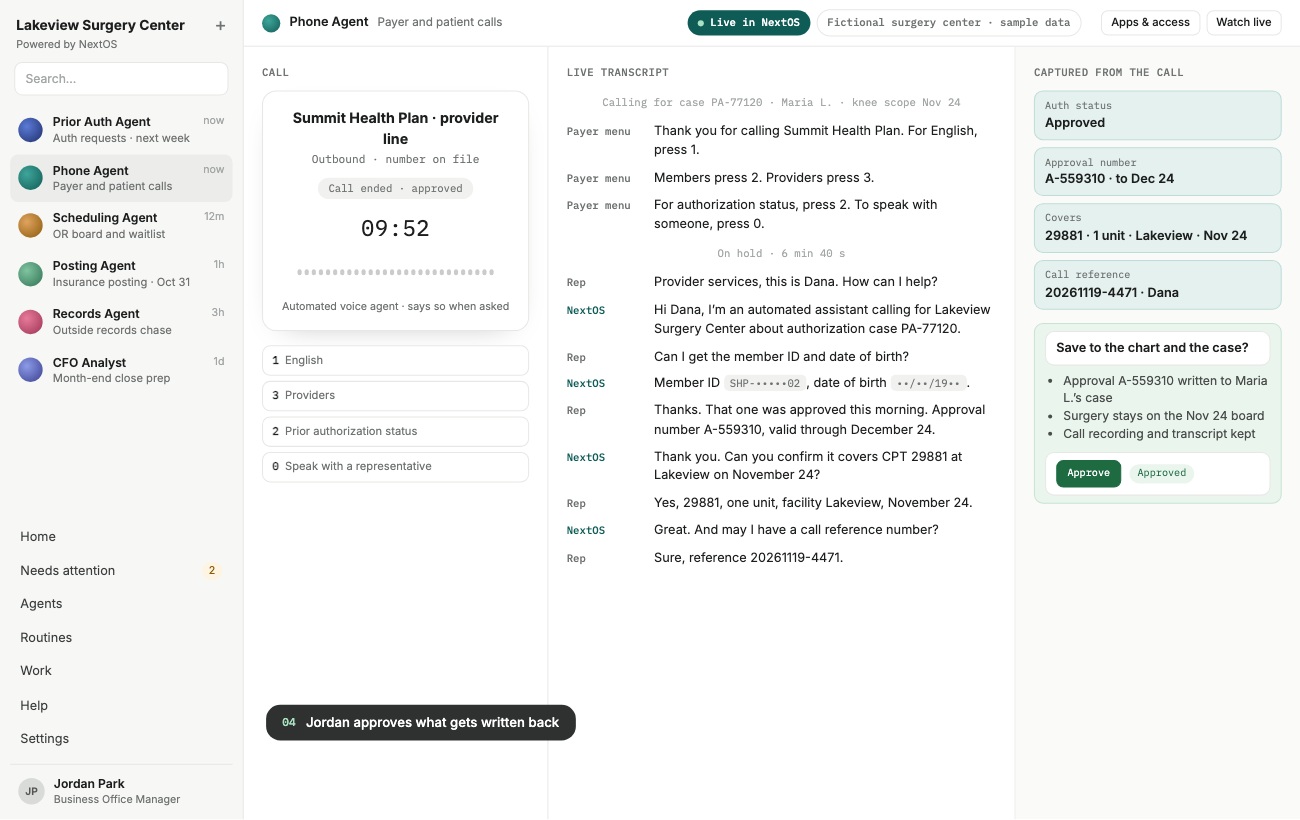 Lakeview Surgery Center
+
Powered by NextOS
Search...
Prior Auth Agent
now
Auth requests · next week
Phone Agent
now
Payer and patient calls
Scheduling Agent
12m
OR board and waitlist
Posting Agent
1h
Insurance posting · Oct 31
Records Agent
3h
Outside records chase
CFO Analyst
1d
Month-end close prep
Home
Needs attention
2
Agents
Routines
Work
Help
Settings
JP
Jordan Park
Business Office Manager
Phone Agent
Payer and patient calls
Live in NextOS
Fictional surgery center · sample data
Apps & access
Watch live
CALL
Summit Health Plan · provider
line
Outbound · number on file
Call ended · approved
09:52
Automated voice agent · says so when asked
1 English
3 Providers
2 Prior authorization status
0 Speak with a representative
04 Jordan approves what gets written back
LIVE TRANSCRIPT
Calling for case PA-77120 · Maria L. · knee scope Nov 24
Payer menu
Thank you for calling Summit Health Plan. For English,
press 1.
Payer menu
Members press 2. Providers press 3.
Payer menu
For authorization status, press 2. To speak with
someone, press 0.
On hold · 6 min 40 s
Rep
Provider services, this is Dana. How can I help?
NextOS
Hi Dana, I’m an automated assistant calling for Lakeview
Surgery Center about authorization case PA-77120.
Rep
Can I get the member ID and date of birth?
NextOS
Member ID SHP-•••••02, date of birth ••/••/19••.
Rep
Thanks. That one was approved this morning. Approval
number A-559310, valid through December 24.
NextOS
Thank you. Can you confirm it covers CPT 29881 at
Lakeview on November 24?
Rep
Yes, 29881, one unit, facility Lakeview, November 24.
NextOS
Great. And may I have a call reference number?
Rep
Sure, reference 20261119-4471.
CAPTURED FROM THE CALL
Auth status
Approved
Approval number
A-559310 · to Dec 24
Covers
29881 · 1 unit · Lakeview · Nov 24
Call reference
20261119-4471 · Dana
Save to the chart and the case?
• Approval A-559310 written to Maria
L.’s case
• Surgery stays on the Nov 24 board
• Call recording and transcript kept
Approve
Approved